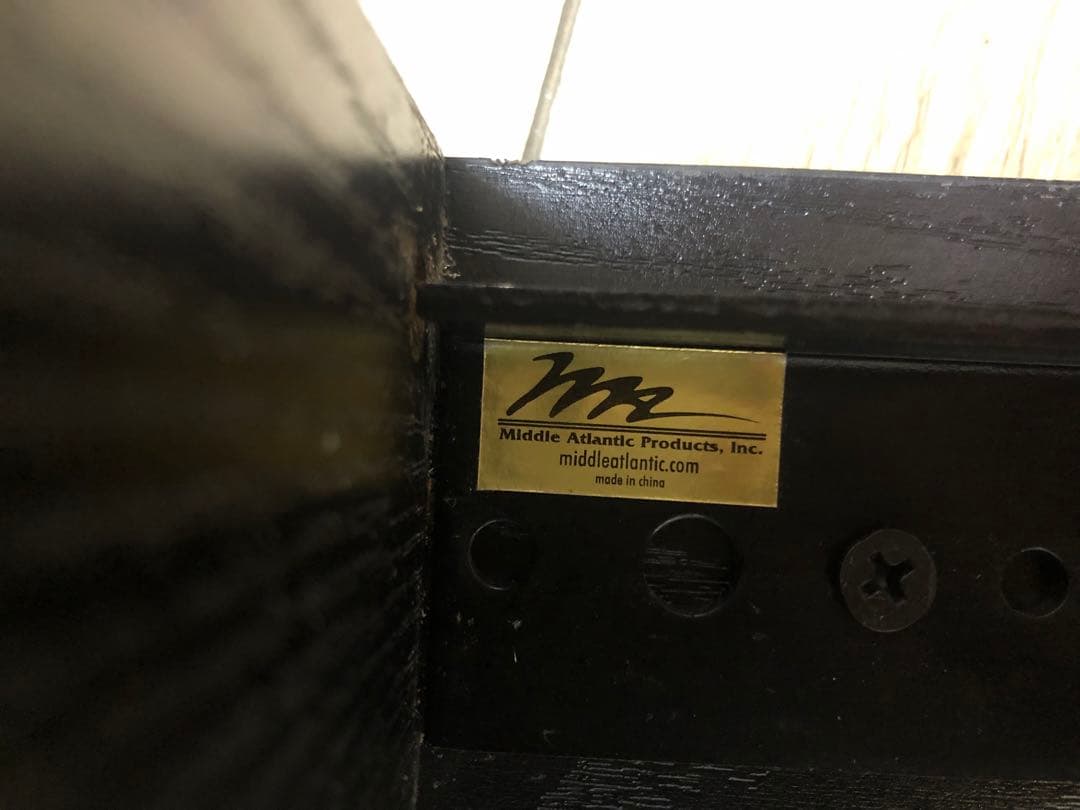 Middle Atlantic Products, Inc.
middleatlantic.com
made in china